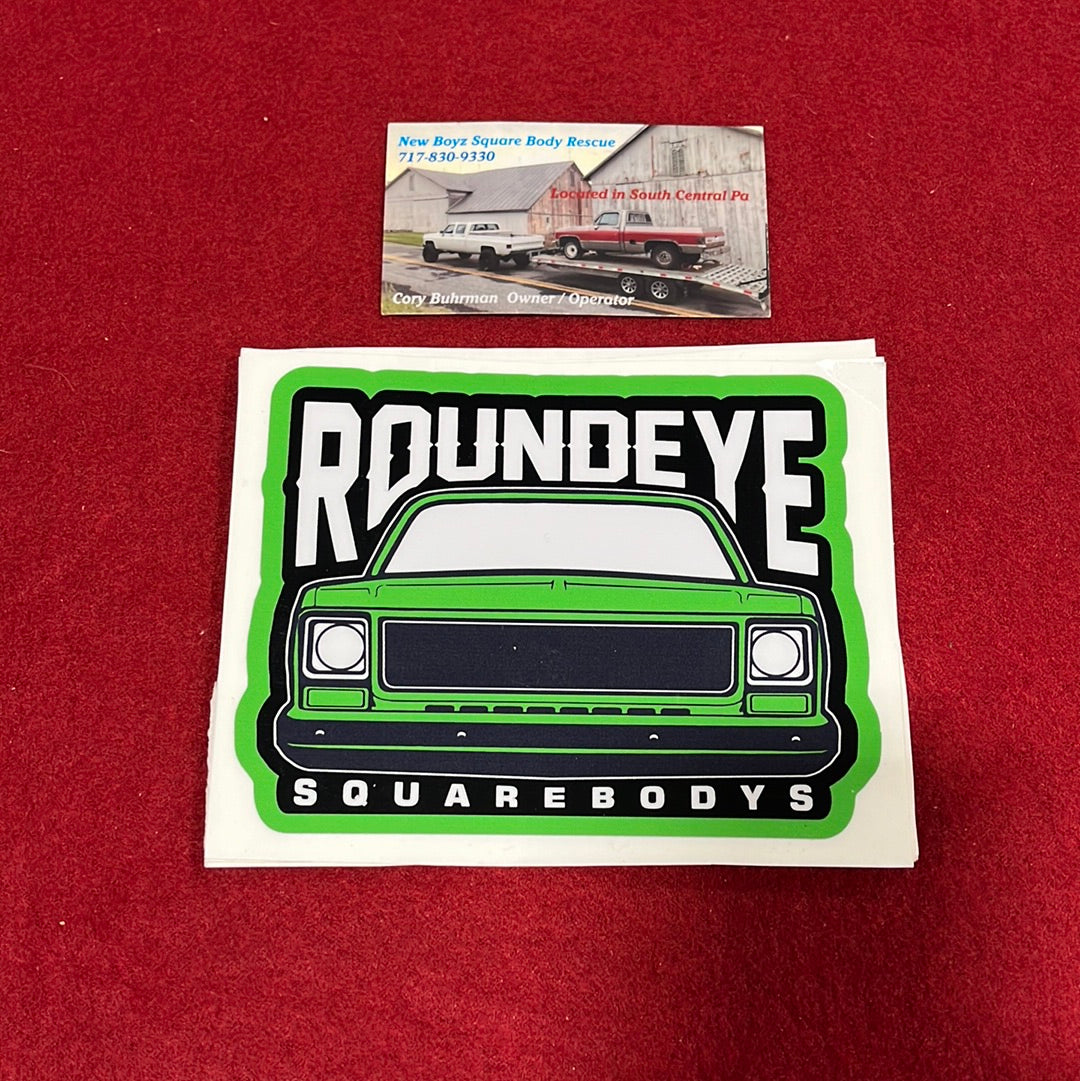 New Boyz Square Body Rescue
717-830-9330
Located in South Central Pa
Cory Buhrman Owner / Operator
ROUNDEYE
SQUAREBODYS